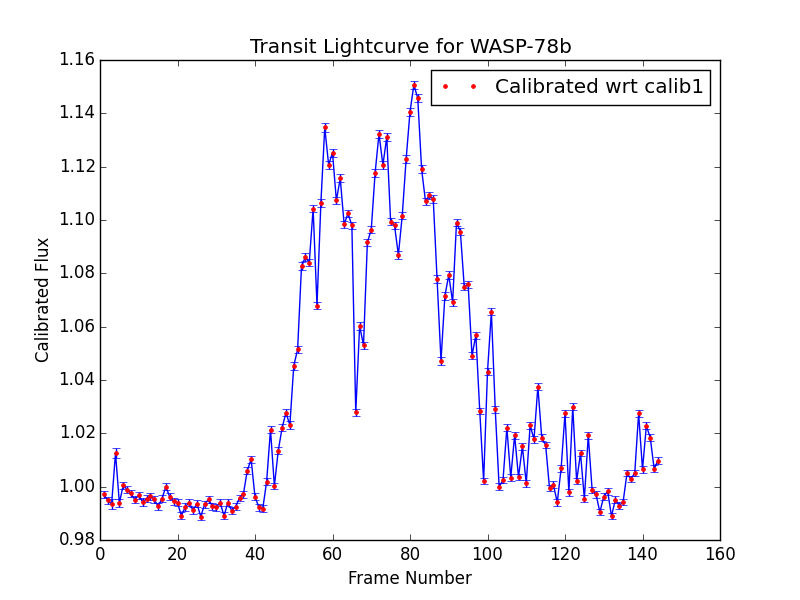 Transit Lightcurve for WASP-78b
1.16
1.14
1.12
1.10
1.08
1.06
1.04
1.02
1.00
0.98
Calibrated Flux
Calibrated wrt calib1
0 20 40 60 80 100 120 140 160
Frame Number